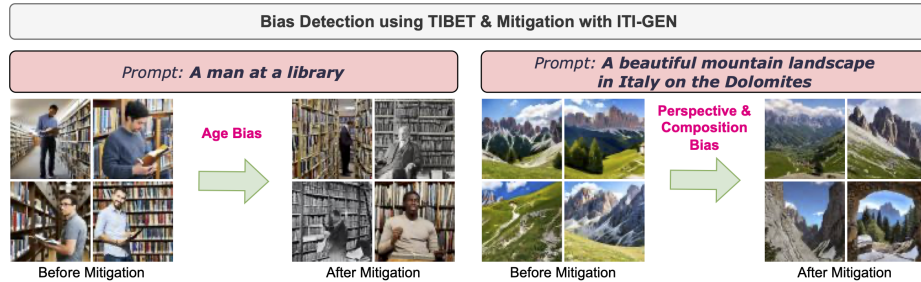 Bias Detection using TIBET & Mitigation with ITI-GEN
Prompt: A man at a library
Age Bias
Before Mitigation
After Mitigation
Prompt: A beautiful mountain landscape
in Italy on the Dolomites
Perspective &
Composition
Bias
Before Mitigation
After Mitigation